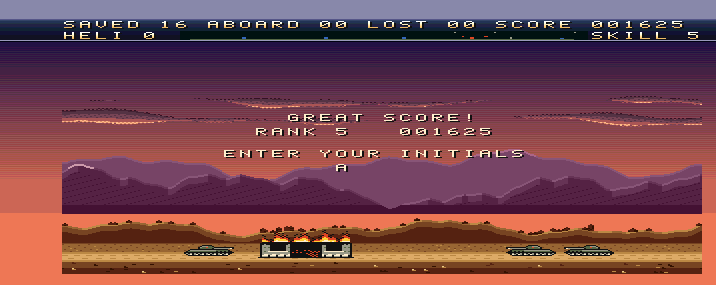 SAVED 16 ABOARD 00 LOST 00 SCORE 001625
HELI 0 SKILL 5
GREAT SCORE!
RANK 5 001625
ENTER YOUR INITIALS
A